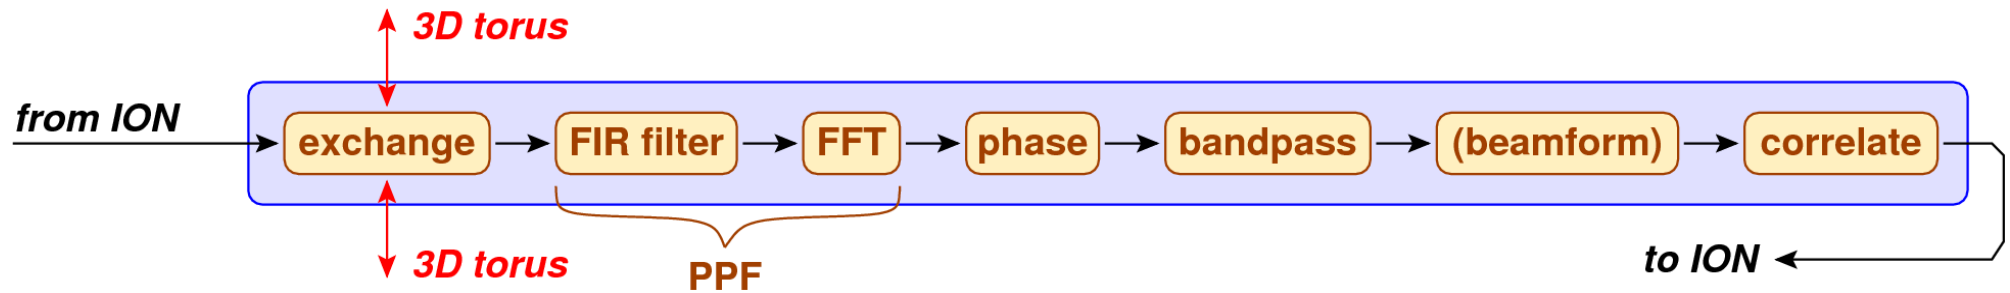 3D torus
from ION
exchange
FIR filter
FFT
phase
bandpass
(beamform)
correlate
3D torus
PPF
to ION